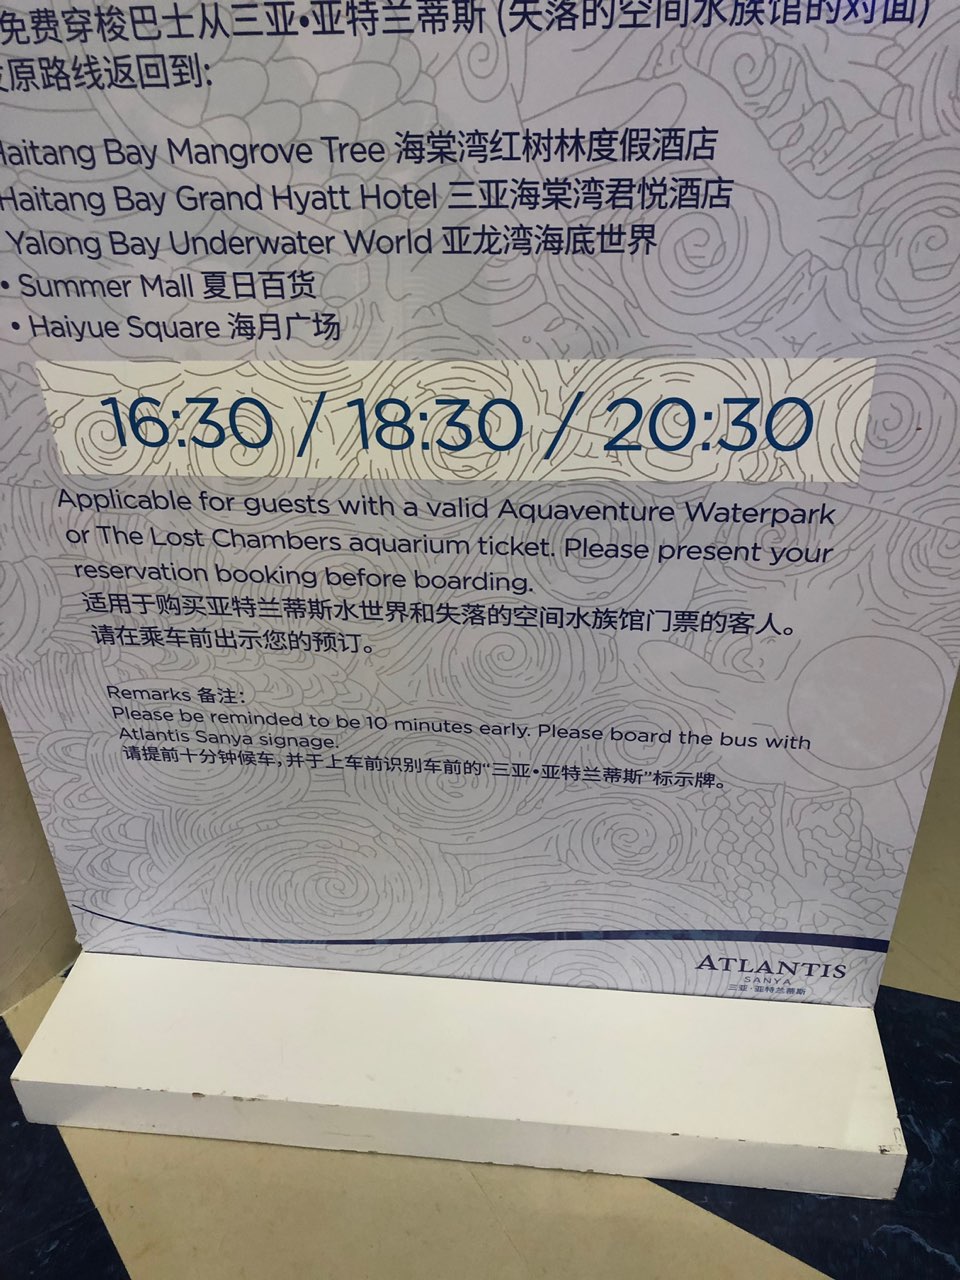 免费穿梭巴士从三亚•亚特兰蒂斯 (失落的空间水族馆的对面)
原路线返回到:
Haitang Bay Mangrove Tree 海棠湾红树林度假酒店
Haitang Bay Grand Hyatt Hotel 三亚海棠湾君悦酒店
Yalong Bay Underwater World 亚龙湾海底世界
• Summer Mall 夏日百货
• Haiyue Square 海月广场
16:30 / 18:30 / 20:30
Applicable for guests with a valid Aquaventure Waterpark
or The Lost Chambers aquarium ticket. Please present your
reservation booking before boarding.
适用于购买亚特兰蒂斯水世界和失落的空间水族馆门票的客人。
请在乘车前出示您的预订。
Remarks 备注:
Please be reminded to be 10 minutes early. Please board the bus with
Atlantis Sanya signage.
请提前十分钟候车,并于上车前识别车前的“三亚•亚特兰蒂斯”标示牌。
ATLANTIS
SANYA
三亚·亚特兰蒂斯